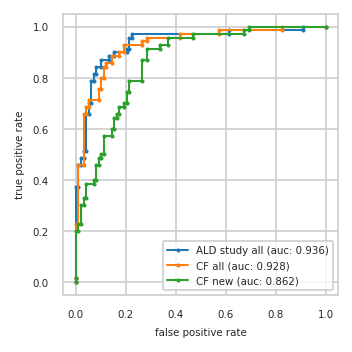 1.0
0.8
0.6
0.4
0.2
0.0
true positive rate
ALD study all (auc: 0.936)
CF all (auc: 0.928)
CF new (auc: 0.862)
0.0 0.2 0.4 0.6 0.8 1.0
false positive rate